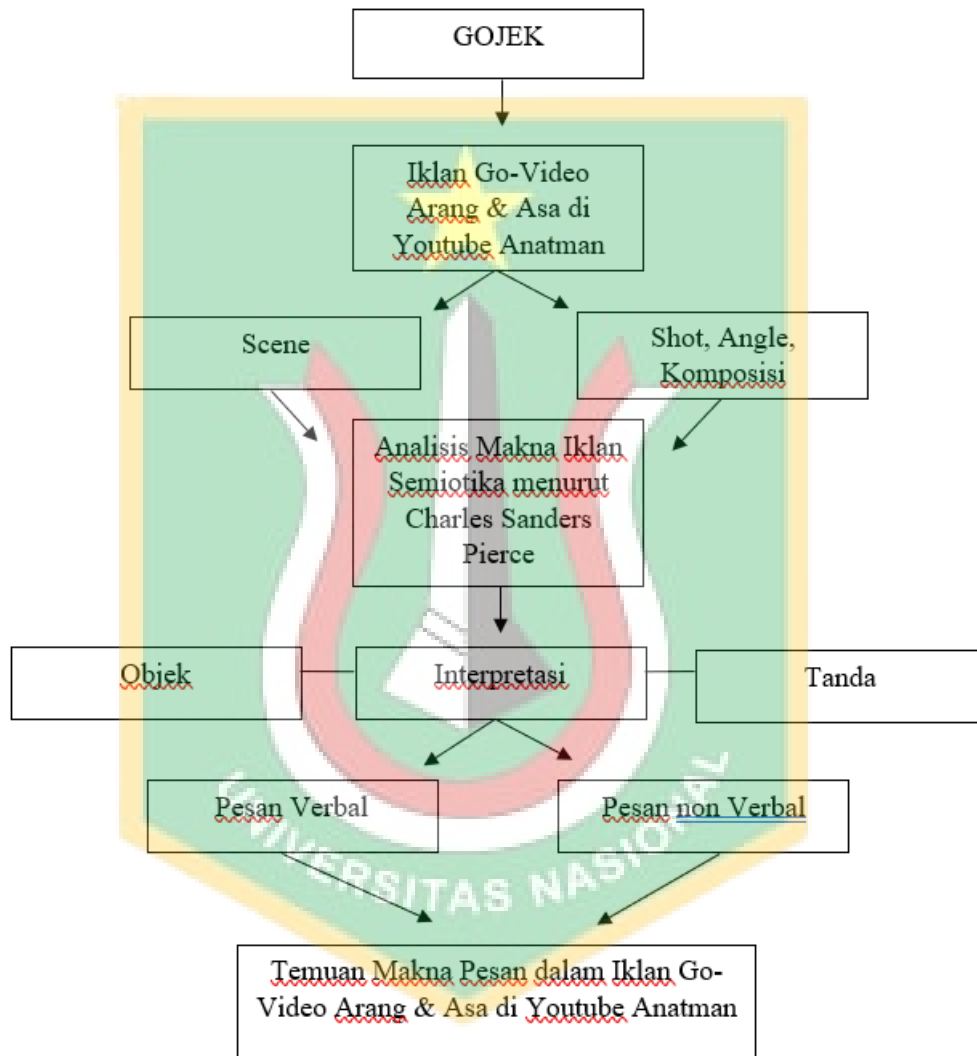 GOJEK
Iklan Go-Video
Arang & Asa di
Youtube Anatman
Scene
Shot, Angle,
Komposisi
Analisis Makna Iklan
Semiotika menurut
Charles Sanders
Pierce
Objek
Interpretasi
Tanda
Pesan Verbal
Pesan non Verbal
UNIVERSITAS NASIONAL
Temuan Makna Pesan dalam Iklan Go-
Video Arang & Asa di Youtube Anatman